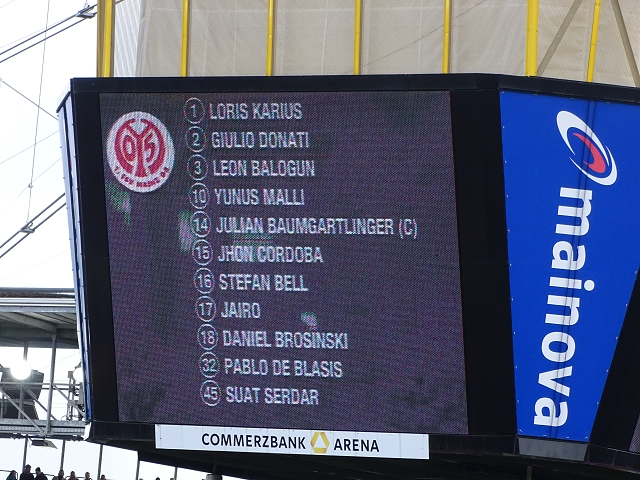 1 LORIS KARIUS
2 GIULIO DONATI
3 LEON BALOGUN
10 YUNUS MALLI
14 JULIAN BAUMGARTLINGER (C)
15 JHON CORDOBA
16 STEFAN BELL
17 JAIRO
18 DANIEL BROSINSKI
32 PABLO DE BLASIS
45 SUAT SERDAR
COMMERZBANK ARENA
mainova